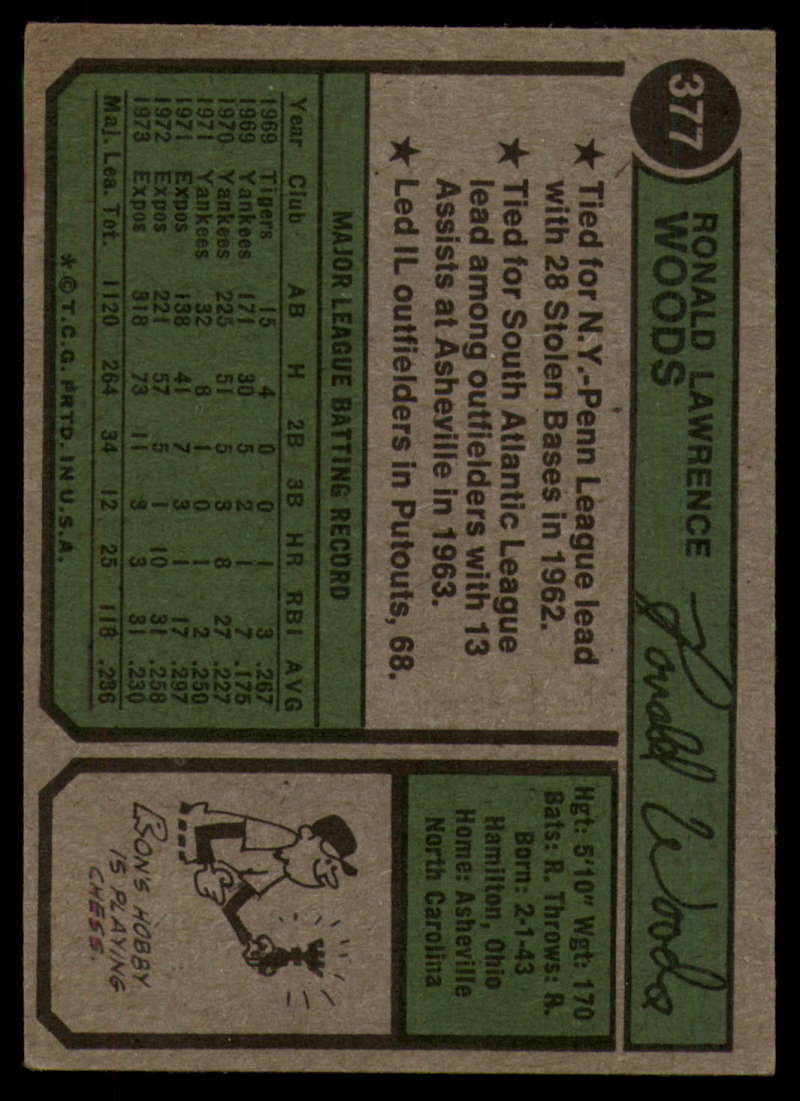 377
RONALD LAWRENCE
WOODS
Ronald Woods
★ Tied for N.Y.-Penn League lead
with 28 Stolen Bases in 1962.
★ Tied for South Atlantic League
lead among outfielders with 13
Assists at Asheville in 1963.
★ Led IL outfielders in Putouts, 68.
MAJOR LEAGUE BATTING RECORD
Year Club AB H 2B 3B HR RBI AVG
1969 Tigers 15 4 0 0 1 3 .267
1969 Yankees 171 30 5 2 1 7 .175
1970 Yankees 225 51 5 3 8 27 .227
1971 Yankees 32 8 1 0 1 2 .250
1971 Expos 138 41 7 3 1 17 .297
1972 Expos 221 57 5 1 10 31 .258
1973 Expos 318 73 11 3 3 31 .230
Maj. Lea. Tot. 1120 264 34 12 25 118 .236
* © T.C.G. PRTD. IN U.S.A.
Hgt: 5'10" Wgt: 170
Bats: R. Throws: R.
Born: 2-1-43
Hamilton, Ohio
Home: Asheville
North Carolina
RON'S HOBBY
IS PLAYING
CHESS.